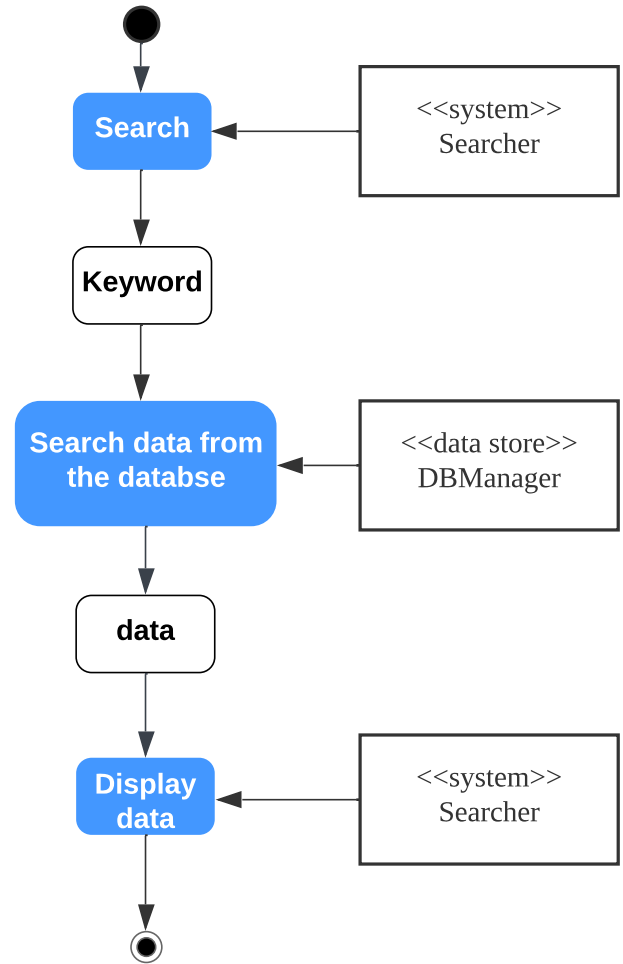 Search
<<system>>
Searcher
Keyword
Search data from
the databse
<<data store>>
DBManager
data
Display
data
<<system>>
Searcher